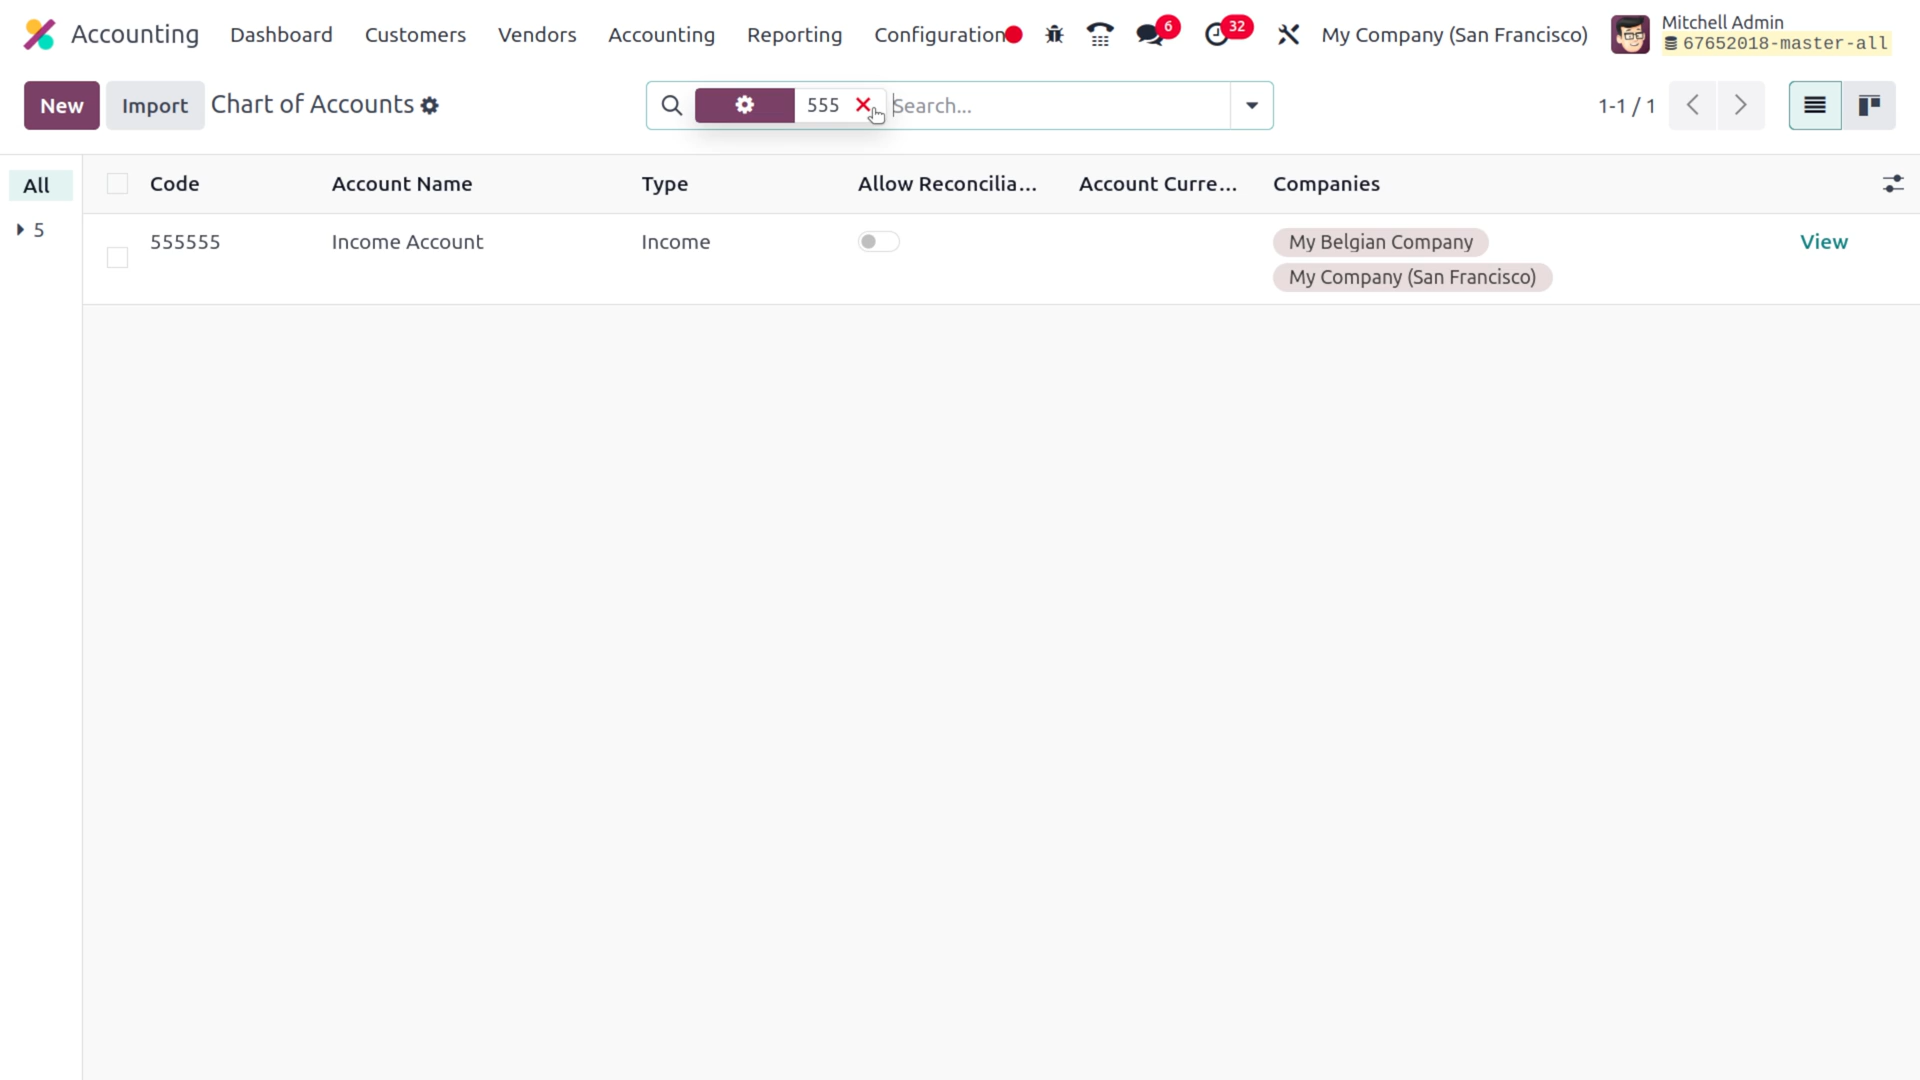 Accounting Dashboard Customers Vendors Accounting Reporting Configuration 6 32 My Company (San Francisco) Mitchell Admin
67652018-master-all
New Import Chart of Accounts 555 Search... 1-1 / 1
All Code Account Name Type Allow Reconcilia... Account Curre... Companies
5 555555 Income Account Income My Belgian Company View
My Company (San Francisco)